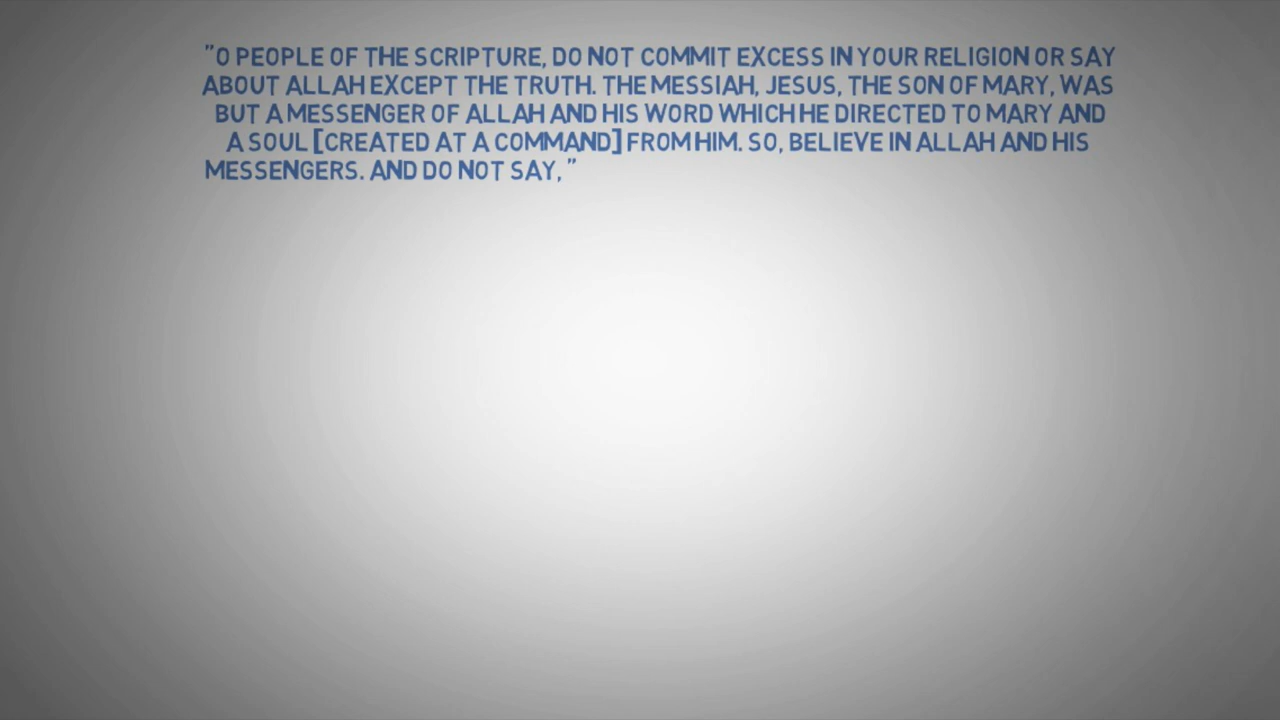 "O PEOPLE OF THE SCRIPTURE, DO NOT COMMIT EXCESS IN YOUR RELIGION OR SAY
ABOUT ALLAH EXCEPT THE TRUTH. THE MESSIAH, JESUS, THE SON OF MARY, WAS
BUT A MESSENGER OF ALLAH AND HIS WORD WHICH HE DIRECTED TO MARY AND
A SOUL [CREATED AT A COMMAND] FROM HIM. SO, BELIEVE IN ALLAH AND HIS
MESSENGERS. AND DO NOT SAY, "